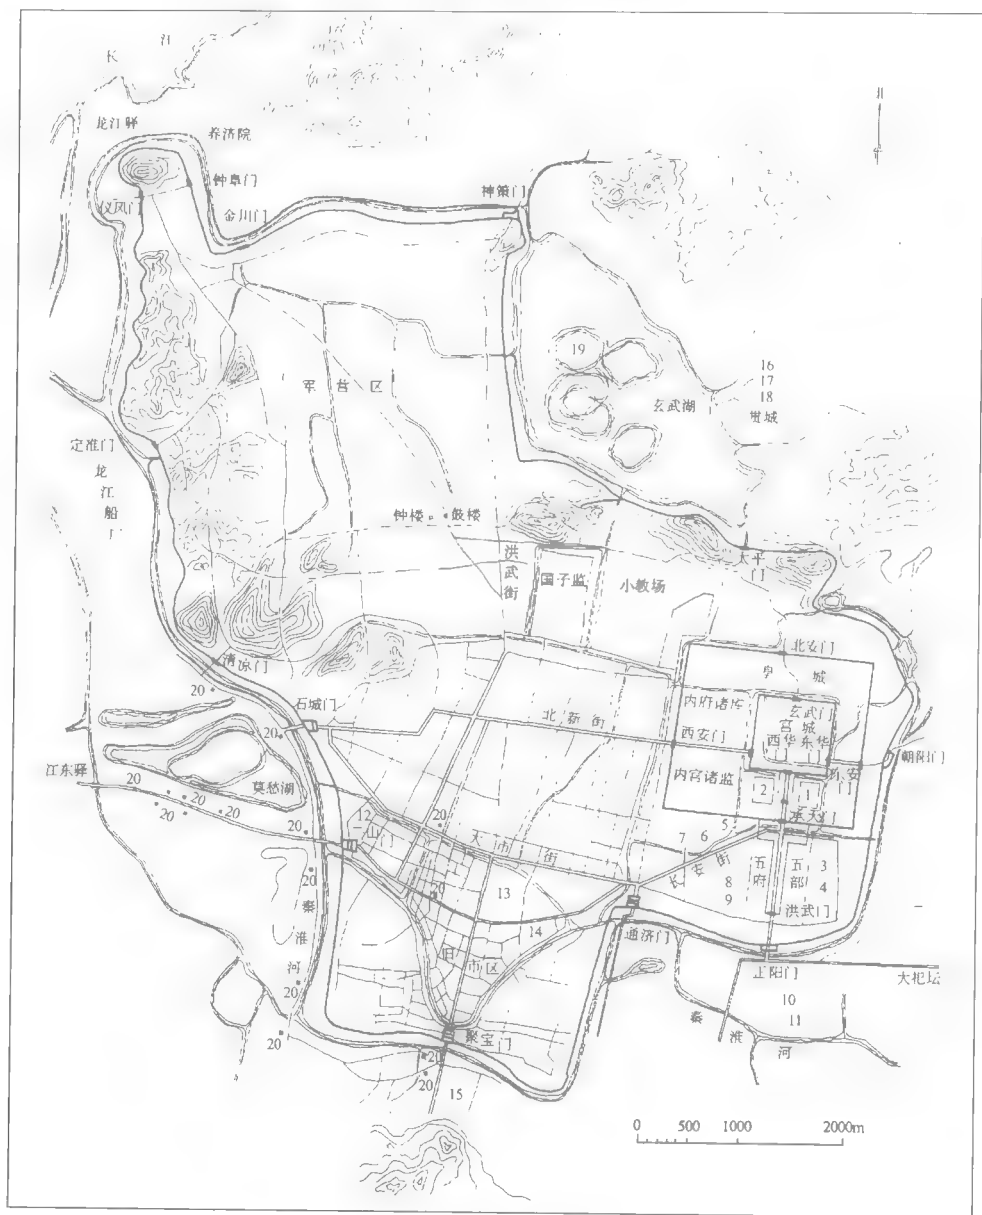 长 江
北
龙江驿
养济院
钟阜门
神策门
仪凤门
金川门
19
16
17
18
军营区
玄武湖
定淮门
龙江船厂
钟楼 鼓楼
洪武街
国子监
小教场
平门
清凉门
20
北安门
皇城
石城门
20
北新街
内府诸库
玄武门
宫城
西安门
西华 东华
门 门
朝阳门
江东驿
20
莫愁湖
内宫诸监
2
1
东安门
20
20
20
20
12
三山门
20
承天门
大市街
7
6
5
长安街
五府
五部
3
4
20
20
8
9
13
秦淮河
14
洪武门
旧市区
通济门
正阳门
大祀坛
20
10
11
秦淮河
20
聚宝门
20
20
15
0 500 1000 2000m